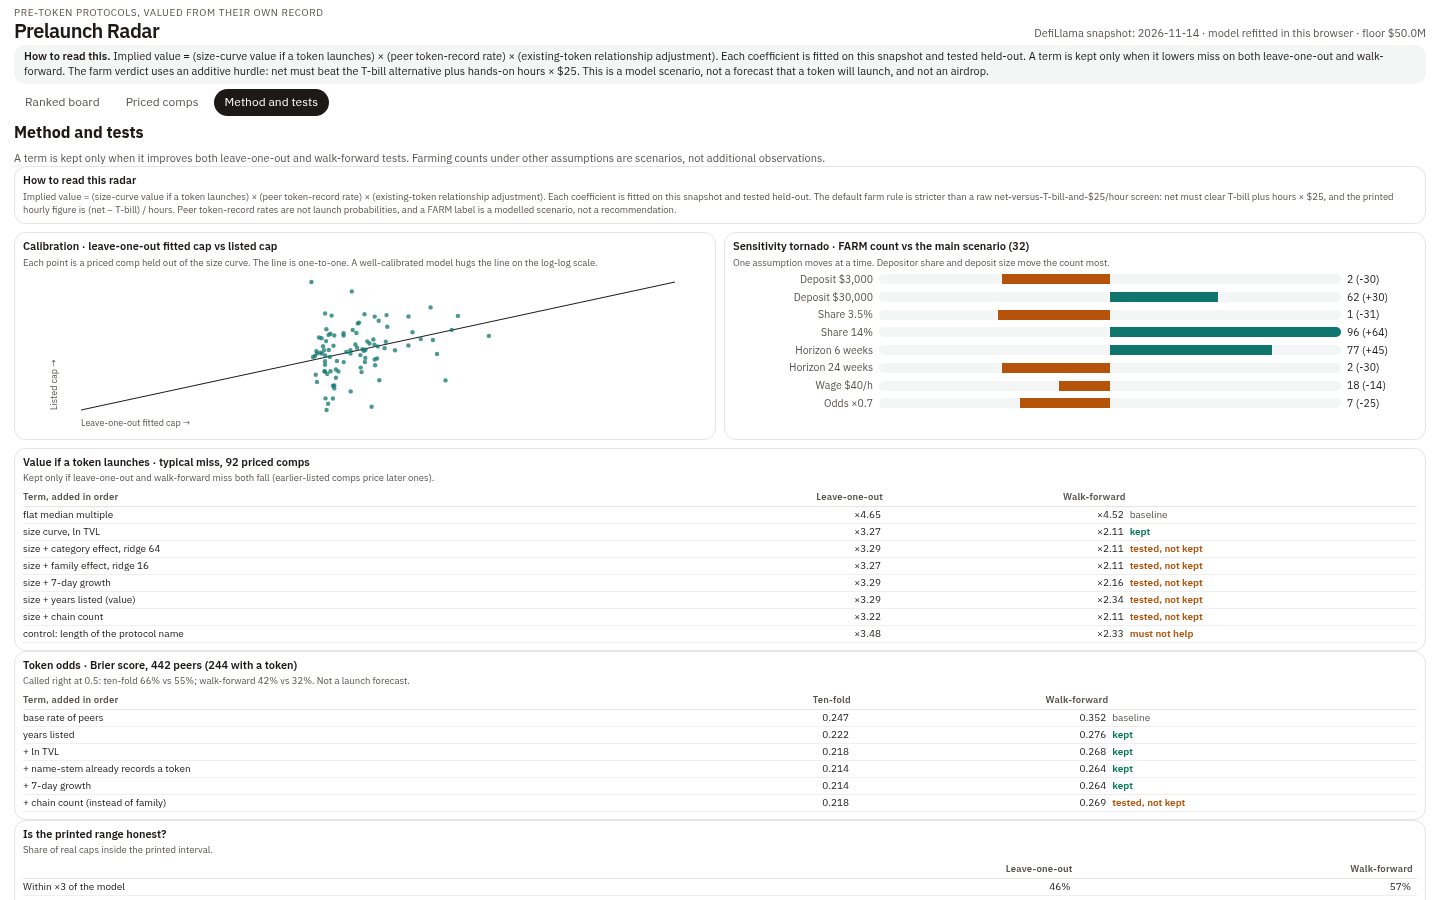 PRE-TOKEN PROTOCOLS, VALUED FROM THEIR OWN RECORD
Prelaunch Radar
DefiLlama snapshot: 2026-11-14 · model refitted in this browser · floor $50.0M
How to read this. Implied value = (size-curve value if a token launches) × (peer token-record rate) × (existing-token relationship adjustment). Each coefficient is fitted on this snapshot and tested held-out. A term is kept only when it lowers miss on both leave-one-out and walk-
forward. The farm verdict uses an additive hurdle: net must beat the T-bill alternative plus hands-on hours × $25. This is a model scenario, not a forecast that a token will launch, and not an airdrop.
Ranked board
Priced comps
Method and tests
Method and tests
A term is kept only when it improves both leave-one-out and walk-forward tests. Farming counts under other assumptions are scenarios, not additional observations.
How to read this radar
Implied value = (size-curve value if a token launches) × (peer token-record rate) × (existing-token relationship adjustment). Each coefficient is fitted on this snapshot and tested held-out. The default farm rule is stricter than a raw net-versus-T-bill-and-$25/hour screen: net must clear T-bill plus hours × $25, and the printed
hourly figure is (net − T-bill) / hours. Peer token-record rates are not launch probabilities, and a FARM label is a modelled scenario, not a recommendation.
Calibration · leave-one-out fitted cap vs listed cap
Each point is a priced comp held out of the size curve. The line is one-to-one. A well-calibrated model hugs the line on the log-log scale.
Listed cap →
Leave-one-out fitted cap →
Sensitivity tornado · FARM count vs the main scenario (32)
One assumption moves at a time. Depositor share and deposit size move the count most.
Deposit $3,000 2 (-30)
Deposit $30,000 62 (+30)
Share 3.5% 1 (-31)
Share 14% 96 (+64)
Horizon 6 weeks 77 (+45)
Horizon 24 weeks 2 (-30)
Wage $40/h 18 (-14)
Odds ×0.7 7 (-25)
Value if a token launches · typical miss, 92 priced comps
Kept only if leave-one-out and walk-forward miss both fall (earlier-listed comps price later ones).
Term, added in order Leave-one-out Walk-forward
flat median multiple ×4.65 ×4.52 baseline
size curve, ln TVL ×3.27 ×2.11 kept
size + category effect, ridge 64 ×3.29 ×2.11 tested, not kept
size + family effect, ridge 16 ×3.27 ×2.11 tested, not kept
size + 7-day growth ×3.29 ×2.16 tested, not kept
size + years listed (value) ×3.29 ×2.34 tested, not kept
size + chain count ×3.22 ×2.11 tested, not kept
control: length of the protocol name ×3.48 ×2.33 must not help
Token odds · Brier score, 442 peers (244 with a token)
Called right at 0.5: ten-fold 66% vs 55%; walk-forward 42% vs 32%. Not a launch forecast.
Term, added in order Ten-fold Walk-forward
base rate of peers 0.247 0.352 baseline
years listed 0.222 0.276 kept
+ ln TVL 0.218 0.268 kept
+ name-stem already records a token 0.214 0.264 kept
+ 7-day growth 0.214 0.264 kept
+ chain count (instead of family) 0.218 0.269 tested, not kept
Is the printed range honest?
Share of real caps inside the printed interval.
Leave-one-out Walk-forward
Within ×3 of the model 46% 57%